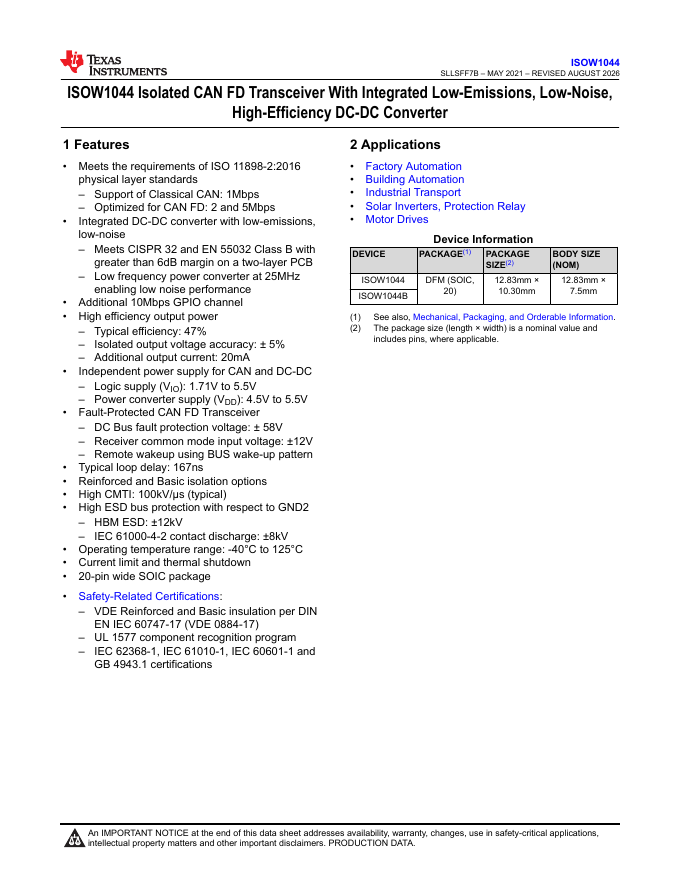 TEXAS
INSTRUMENTS
ISOW1044
SLLSFF7B – MAY 2021 – REVISED AUGUST 2026
ISOW1044 Isolated CAN FD Transceiver With Integrated Low-Emissions, Low-Noise,
High-Efficiency DC-DC Converter
1 Features
• Meets the requirements of ISO 11898-2:2016
physical layer standards
– Support of Classical CAN: 1Mbps
– Optimized for CAN FD: 2 and 5Mbps
• Integrated DC-DC converter with low-emissions,
low-noise
– Meets CISPR 32 and EN 55032 Class B with
greater than 6dB margin on a two-layer PCB
– Low frequency power converter at 25MHz
enabling low noise performance
• Additional 10Mbps GPIO channel
• High efficiency output power
– Typical efficiency: 47%
– Isolated output voltage accuracy: ± 5%
– Additional output current: 20mA
• Independent power supply for CAN and DC-DC
– Logic supply (VIO): 1.71V to 5.5V
– Power converter supply (VDD): 4.5V to 5.5V
• Fault-Protected CAN FD Transceiver
– DC Bus fault protection voltage: ± 58V
– Receiver common mode input voltage: ±12V
– Remote wakeup using BUS wake-up pattern
• Typical loop delay: 167ns
• Reinforced and Basic isolation options
• High CMTI: 100kV/µs (typical)
• High ESD bus protection with respect to GND2
– HBM ESD: ±12kV
– IEC 61000-4-2 contact discharge: ±8kV
• Operating temperature range: -40°C to 125°C
• Current limit and thermal shutdown
• 20-pin wide SOIC package
• Safety-Related Certifications:
– VDE Reinforced and Basic insulation per DIN
EN IEC 60747-17 (VDE 0884-17)
– UL 1577 component recognition program
– IEC 62368-1, IEC 61010-1, IEC 60601-1 and
GB 4943.1 certifications
2 Applications
• Factory Automation
• Building Automation
• Industrial Transport
• Solar Inverters, Protection Relay
• Motor Drives
Device Information
DEVICE PACKAGE(1) PACKAGE SIZE(2) BODY SIZE (NOM)
ISOW1044 DFM (SOIC, 20) 12.83mm × 10.30mm 12.83mm × 7.5mm
ISOW1044B
(1) See also, Mechanical, Packaging, and Orderable Information.
(2) The package size (length × width) is a nominal value and
includes pins, where applicable.
An IMPORTANT NOTICE at the end of this data sheet addresses availability, warranty, changes, use in safety-critical applications,
intellectual property matters and other important disclaimers. PRODUCTION DATA.